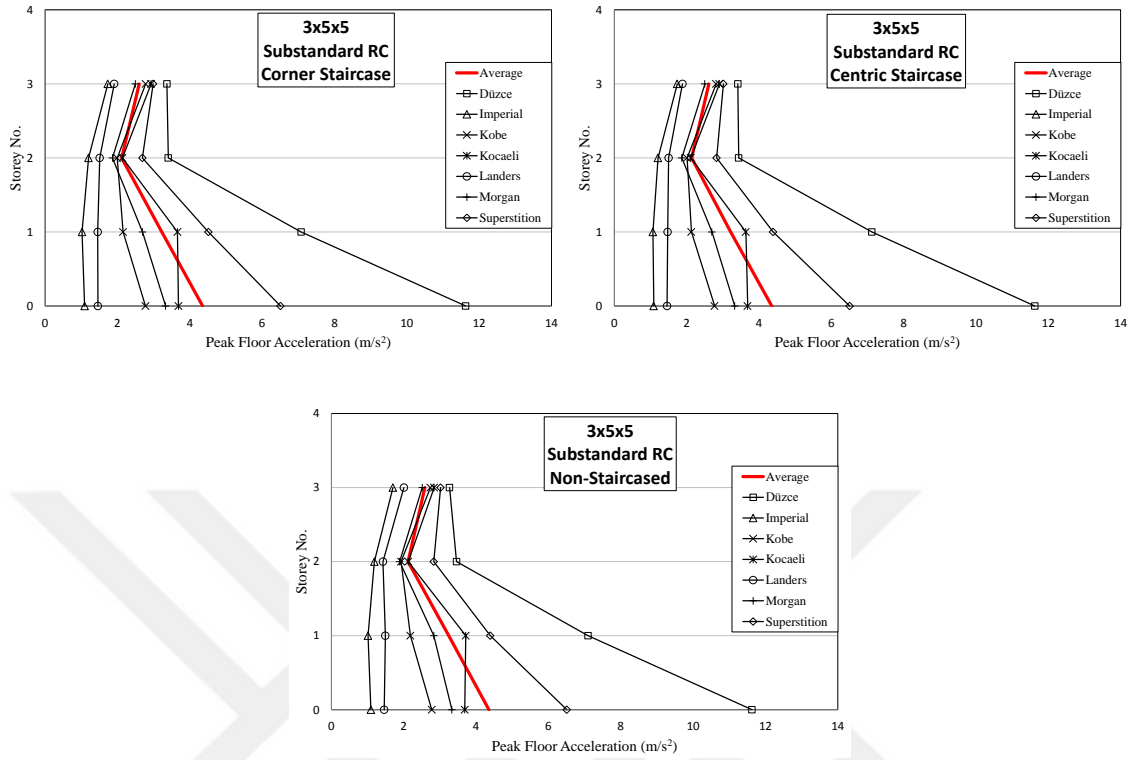 3x5x5
Substandard RC
Corner Staircase
4
3
2
1
0
Storey No.
Average
Düzce
Imperial
Kobe
Kocaeli
Landers
Morgan
Superstition
0 2 4 6 8 10 12 14
Peak Floor Acceleration (m/s²)
3x5x5
Substandard RC
Centric Staircase
4
3
2
1
0
Storey No.
Average
Düzce
Imperial
Kobe
Kocaeli
Landers
Morgan
Superstition
0 2 4 6 8 10 12 14
Peak Floor Acceleration (m/s²)
3x5x5
Substandard RC
Non-Staircased
4
3
2
1
0
Storey No.
Average
Düzce
Imperial
Kobe
Kocaeli
Landers
Morgan
Superstition
0 2 4 6 8 10 12 14
Peak Floor Acceleration (m/s²)